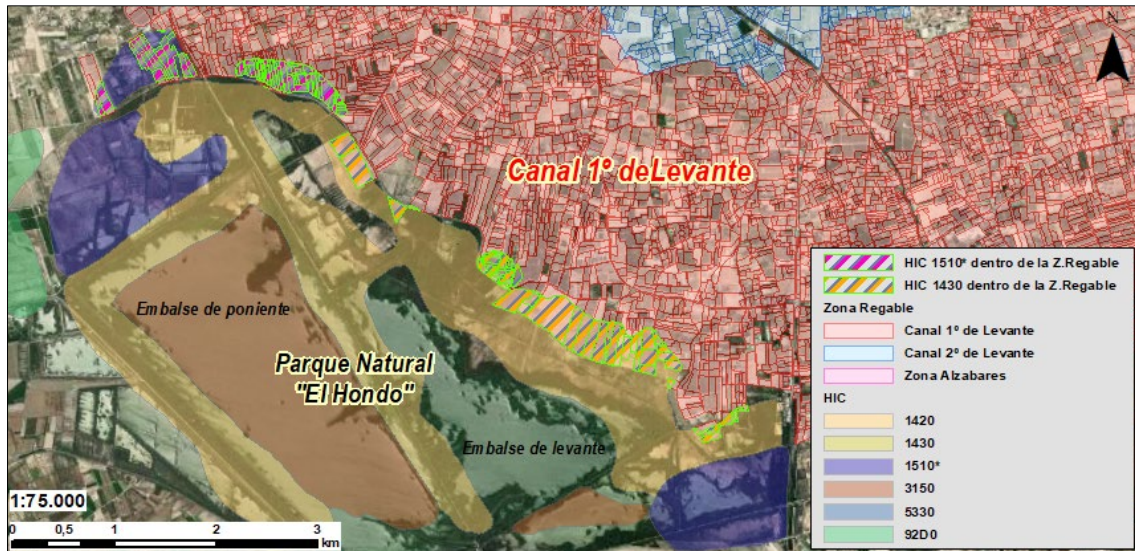 N
Canal 1º deLevante
Embalse de poniente
Parque Natural
"El Hondo"
Embalse de levante
1:75.000
0 0,5 1 2 3
km
HIC 1510* dentro de la Z.Regable
HIC 1430 dentro de la Z.Regable
Zona Regable
Canal 1º de Levante
Canal 2º de Levante
Zona Alzabares
HIC
1420
1430
1510*
3150
5330
92D0